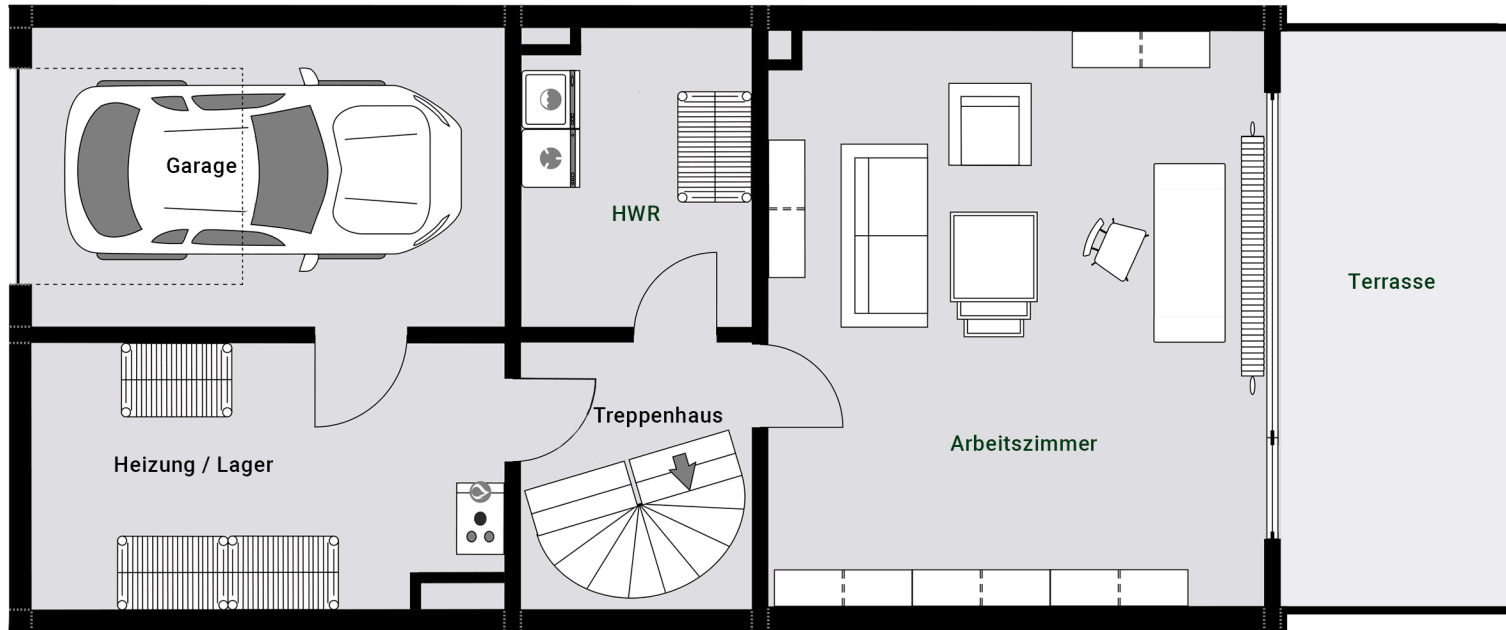 Garage
HWR
Terrasse
Treppenhaus
Arbeitszimmer
Heizung / Lager